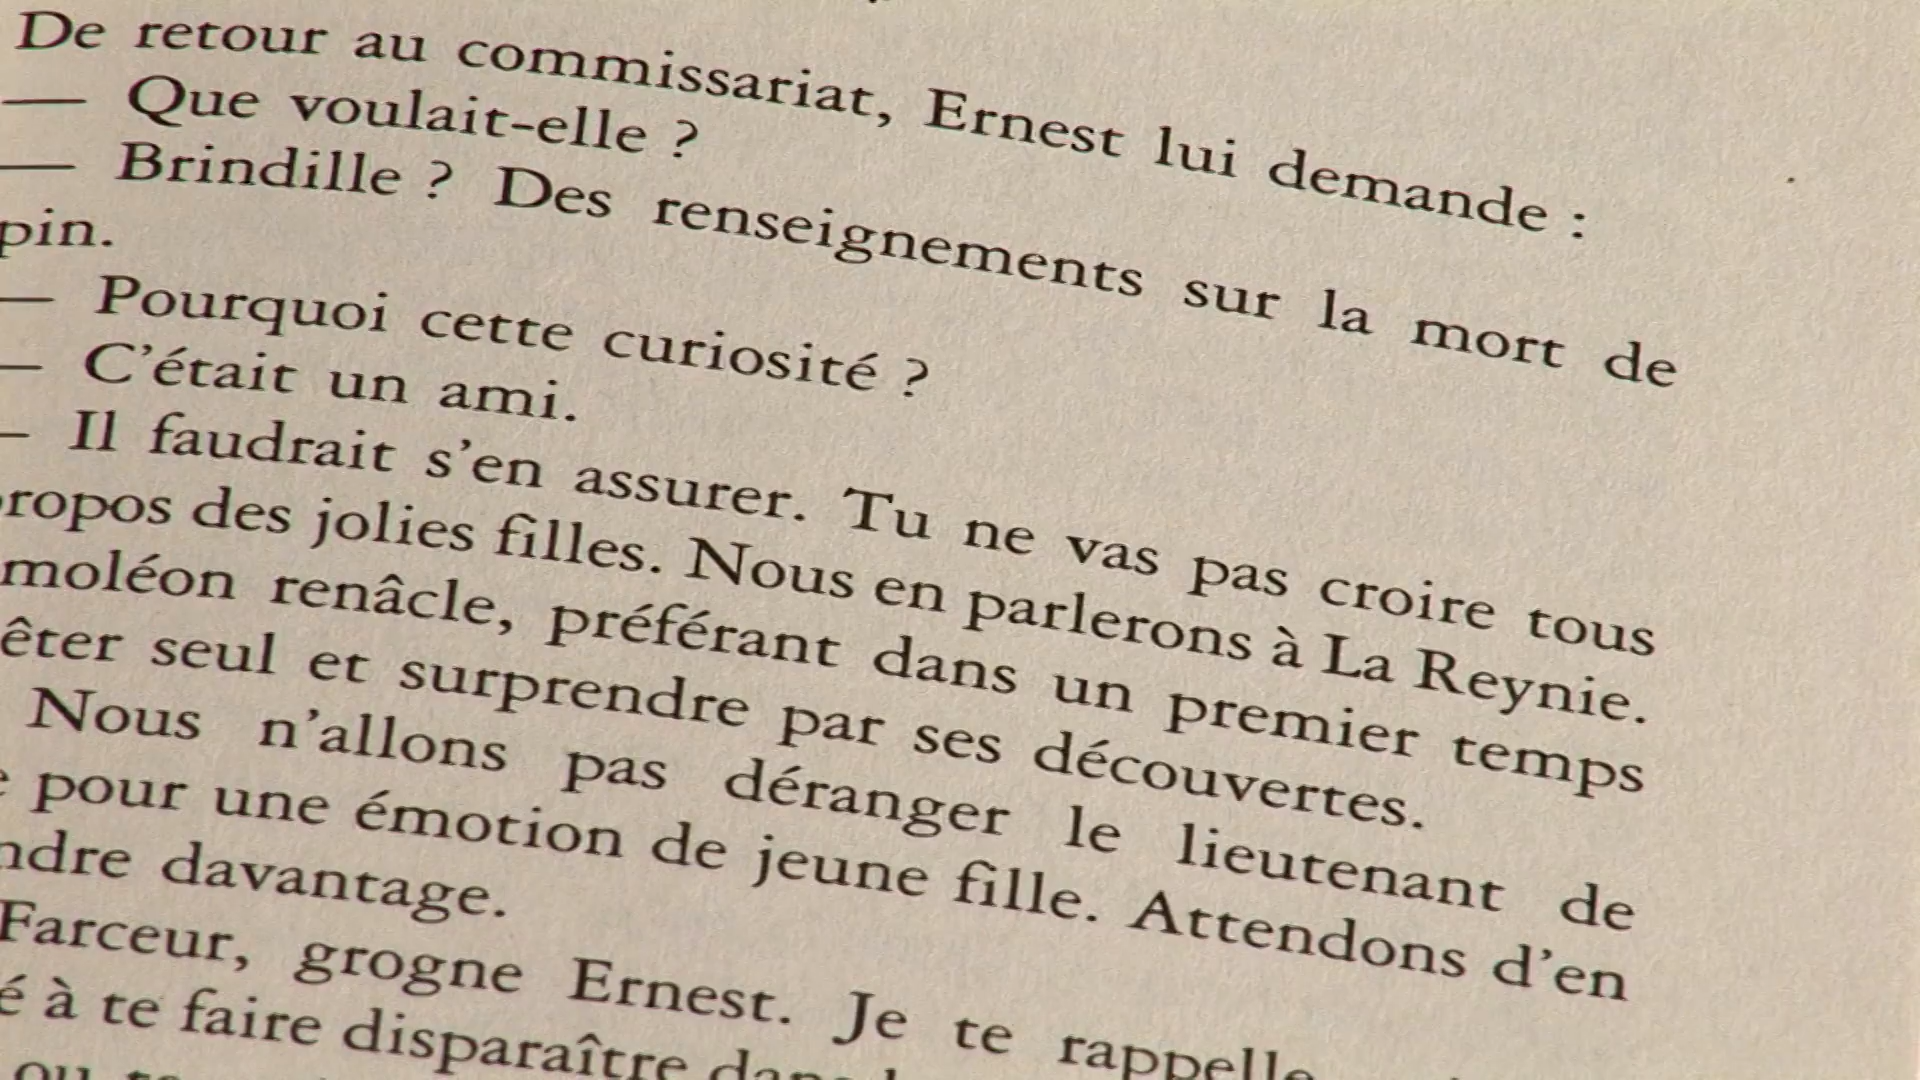 De retour au commissariat, Ernest lui demande :
— Que voulait-elle ?
— Brindille ? Des renseignements sur la mort de
pin.
— Pourquoi cette curiosité ?
— C'était un ami.
— Il faudrait s'en assurer. Tu ne vas pas croire tous
ropos des jolies filles. Nous en parlerons à La Reynie.
moléon renâcle, préférant dans un premier temps
êter seul et surprendre par ses découvertes.
Nous n'allons pas déranger le lieutenant de
e pour une émotion de jeune fille. Attendons d'en
ndre davantage.
Farceur, grogne Ernest. Je te rappelle
é à te faire disparaître dans
ou